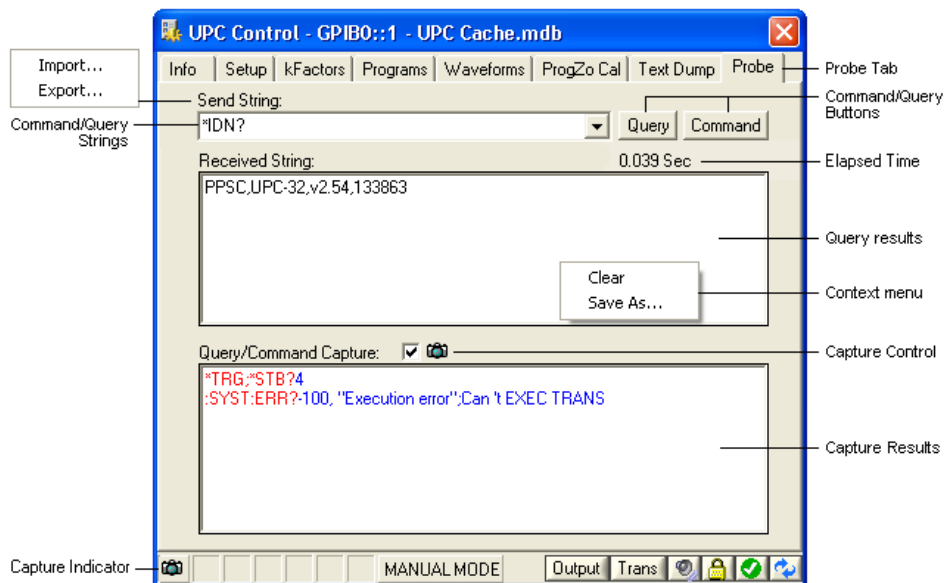 UPC Control - GPIB0::1 - UPC Cache.mdb
Import...
Export...
Info Setup kFactors Programs Waveforms ProgZo Cal Text Dump Probe
Probe Tab
Send String:
Command/Query
Buttons
Command/Query
Strings
*IDN?
Query Command
Received String:
0.039 Sec
Elapsed Time
PPSC,UPC-32,v2.54,133863
Query results
Clear
Save As...
Context menu
Query/Command Capture:
Capture Control
*TRG;*STB?4
:SYST:ERR?-100, "Execution error";Can 't EXEC TRANS
Capture Results
Capture Indicator
MANUAL MODE
Output Trans